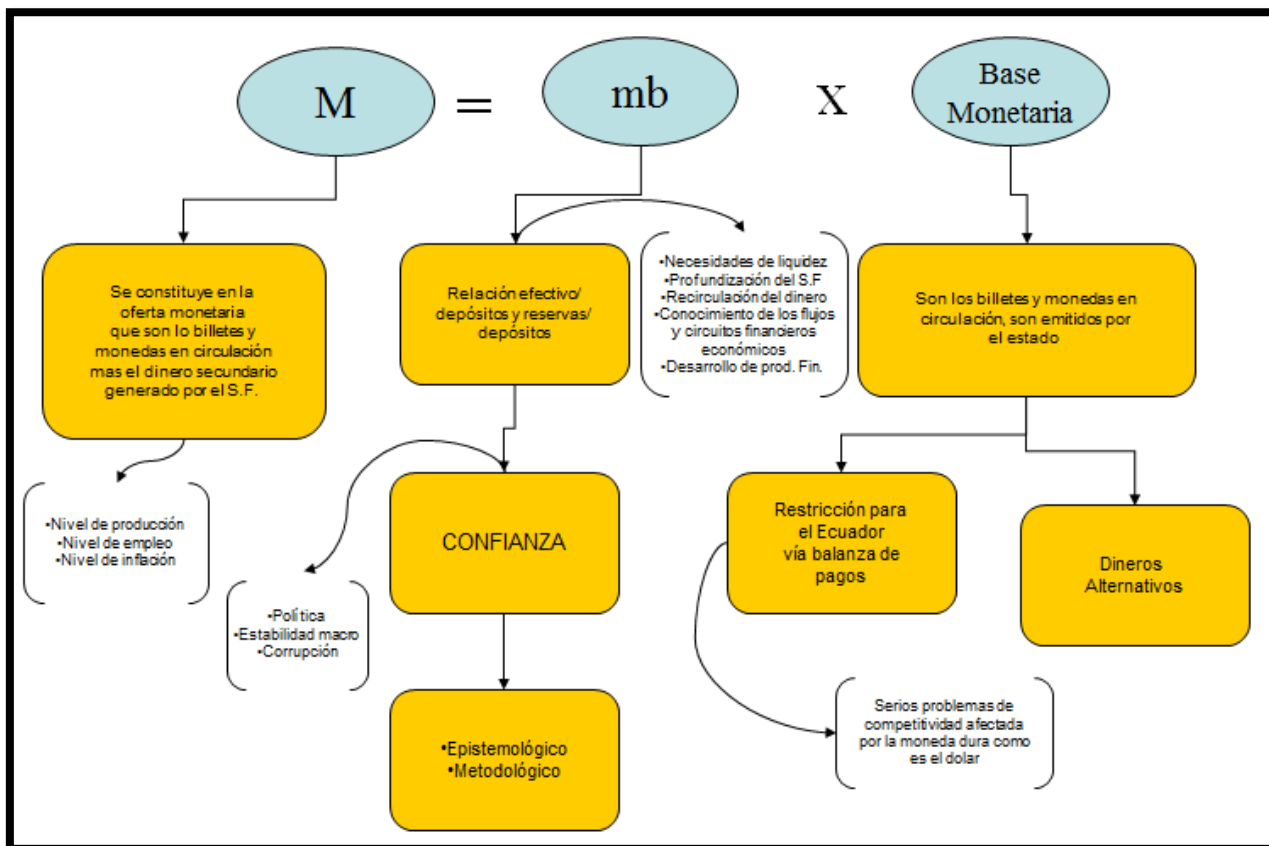 M = mb X Base
Monetaria
Se constituye en la
oferta monetaria
que son lo billetes y
monedas en circulación
mas el dinero secundario
generado por el S.F.
•Nivel de producción
•Nivel de empleo
•Nivel de inflación
Relación efectivo/
depósitos y reservas/
depósitos
•Necesidades de liquidez
•Profundización del S.F
•Recirculación del dinero
•Conocimiento de los flujos
y circuitos financieros
económicos
•Desarrollo de prod. Fin.
CONFIANZA
•Política
•Estabilidad macro
•Corrupción
•Epistemológico
•Metodológico
Son los billetes y monedas en
circulación, son emitidos por
el estado
Restricción para
el Ecuador
vía balanza de
pagos
Dineros
Alternativos
Serios problemas de
competitividad afectada
por la moneda dura como
es el dolar